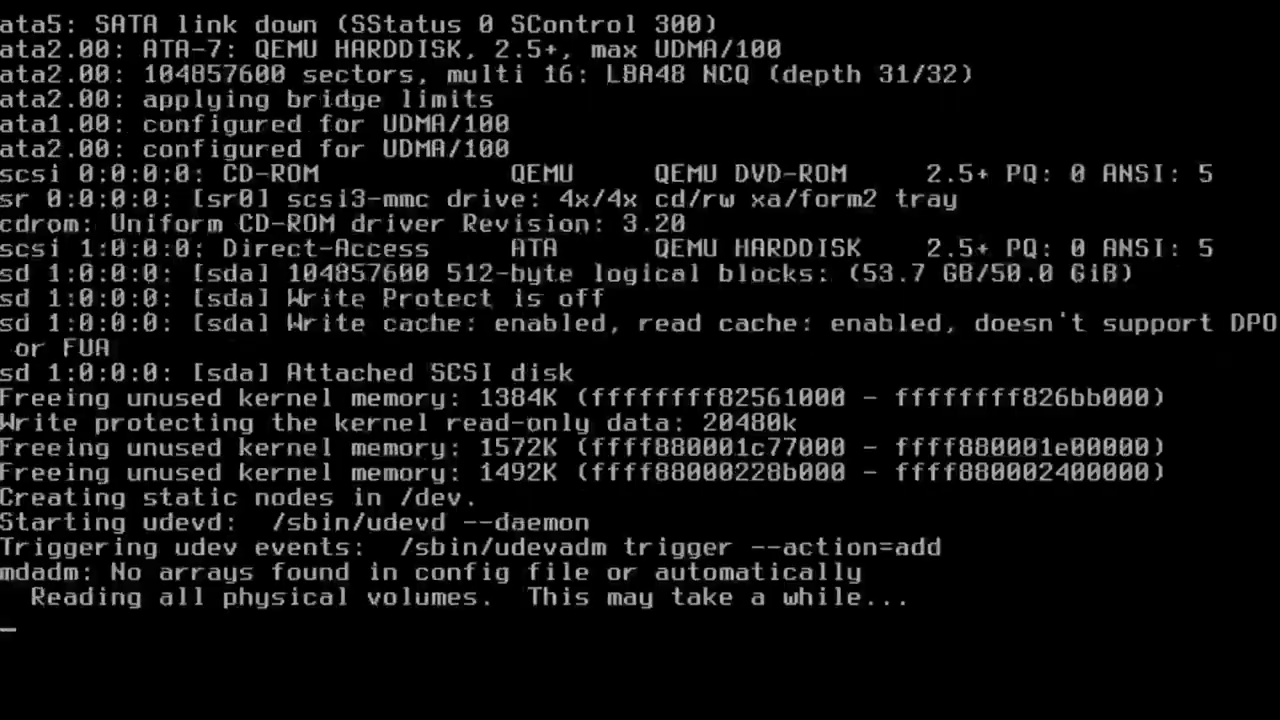 ata5: SATA link down (SStatus 0 SControl 300)
ata2.00: ATA-7: QEMU HARDDISK, 2.5+, max UDMA/100
ata2.00: 104857600 sectors, multi 16: LBA48 NCQ (depth 31/32)
ata2.00: applying bridge limits
ata1.00: configured for UDMA/100
ata2.00: configured for UDMA/100
scsi 0:0:0:0: CD-ROM            QEMU     QEMU DVD-ROM     2.5+ PQ: 0 ANSI: 5
sr 0:0:0:0: [sr0] scsi3-mmc drive: 4x/4x cd/rw xa/form2 tray
cdrom: Uniform CD-ROM driver Revision: 3.20
scsi 1:0:0:0: Direct-Access     ATA      QEMU HARDDISK    2.5+ PQ: 0 ANSI: 5
sd 1:0:0:0: [sda] 104857600 512-byte logical blocks: (53.7 GB/50.0 GiB)
sd 1:0:0:0: [sda] Write Protect is off
sd 1:0:0:0: [sda] Write cache: enabled, read cache: enabled, doesn't support DPO
 or FUA
sd 1:0:0:0: [sda] Attached SCSI disk
Freeing unused kernel memory: 1384K (ffffffff82561000 - ffffffff826bb000)
Write protecting the kernel read-only data: 20480k
Freeing unused kernel memory: 1572K (ffff880001c77000 - ffff880001e00000)
Freeing unused kernel memory: 1492K (ffff88000228b000 - ffff880002400000)
Creating static nodes in /dev.
Starting udevd:  /sbin/udevd --daemon
Triggering udev events:  /sbin/udevadm trigger --action=add
mdadm: No arrays found in config file or automatically
  Reading all physical volumes.  This may take a while...
_